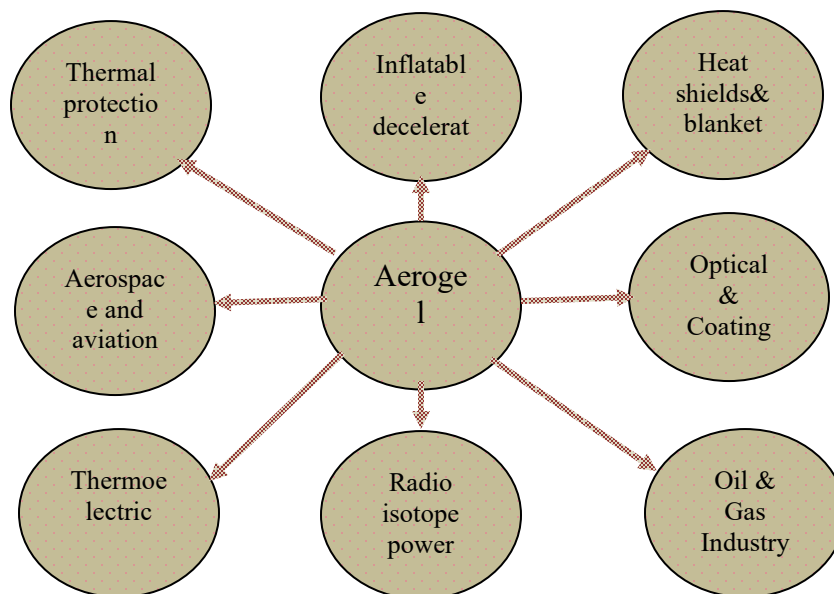 Thermal
protectio
n
Inflatabl
e
decelerat
Heat
shields&
blanket
Aerospac
e and
aviation
Aeroge
l
Optical
&
Coating
Thermoe
lectric
Radio
isotope
power
Oil &
Gas
Industry